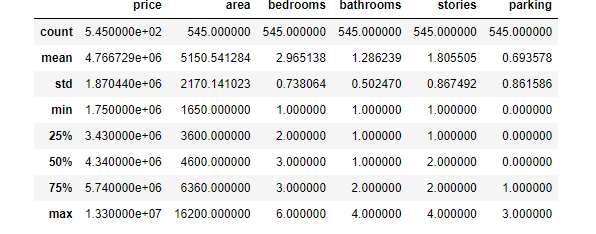 price area bedrooms bathrooms stories parking
count 5.450000e+02 545.000000 545.000000 545.000000 545.000000 545.000000
mean 4.766729e+06 5150.541284 2.965138 1.286239 1.805505 0.693578
std 1.870440e+06 2170.141023 0.738064 0.502470 0.867492 0.861586
min 1.750000e+06 1650.000000 1.000000 1.000000 1.000000 0.000000
25% 3.430000e+06 3600.000000 2.000000 1.000000 1.000000 0.000000
50% 4.340000e+06 4600.000000 3.000000 1.000000 2.000000 0.000000
75% 5.740000e+06 6360.000000 3.000000 2.000000 2.000000 1.000000
max 1.330000e+07 16200.000000 6.000000 4.000000 4.000000 3.000000